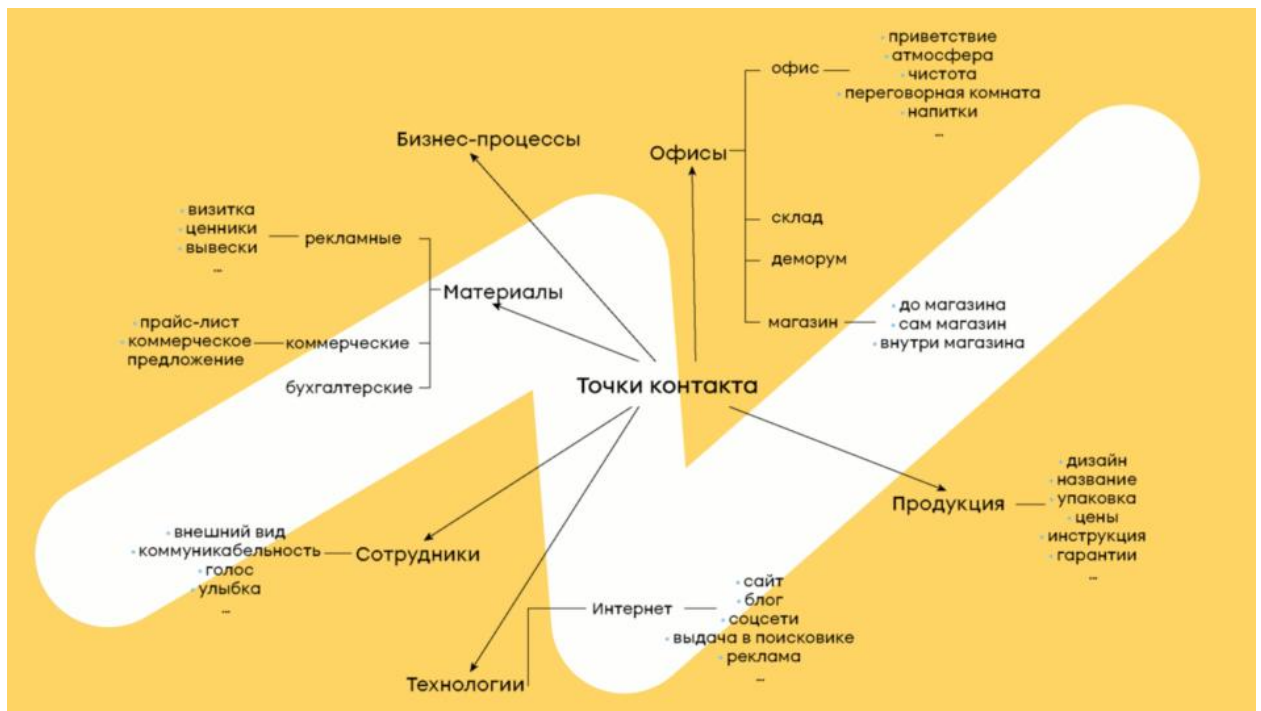 Точки контакта
Бизнес-процессы
Офисы
офис
• приветствие
• атмосфера
• чистота
• переговорная комната
• напитки
...
склад
деморум
магазин
• до магазина
• сам магазин
• внутри магазина
Материалы
рекламные
• визитка
• ценники
• вывески
...
коммерческие
• прайс-лист
• коммерческое
предложение
бухгалтерские
Продукция
• дизайн
• название
• упаковка
• цены
• инструкция
• гарантии
...
Сотрудники
• внешний вид
• коммуникабельность
• голос
• улыбка
...
Технологии
Интернет
• сайт
• блог
• соцсети
• выдача в поисковике
• реклама
...